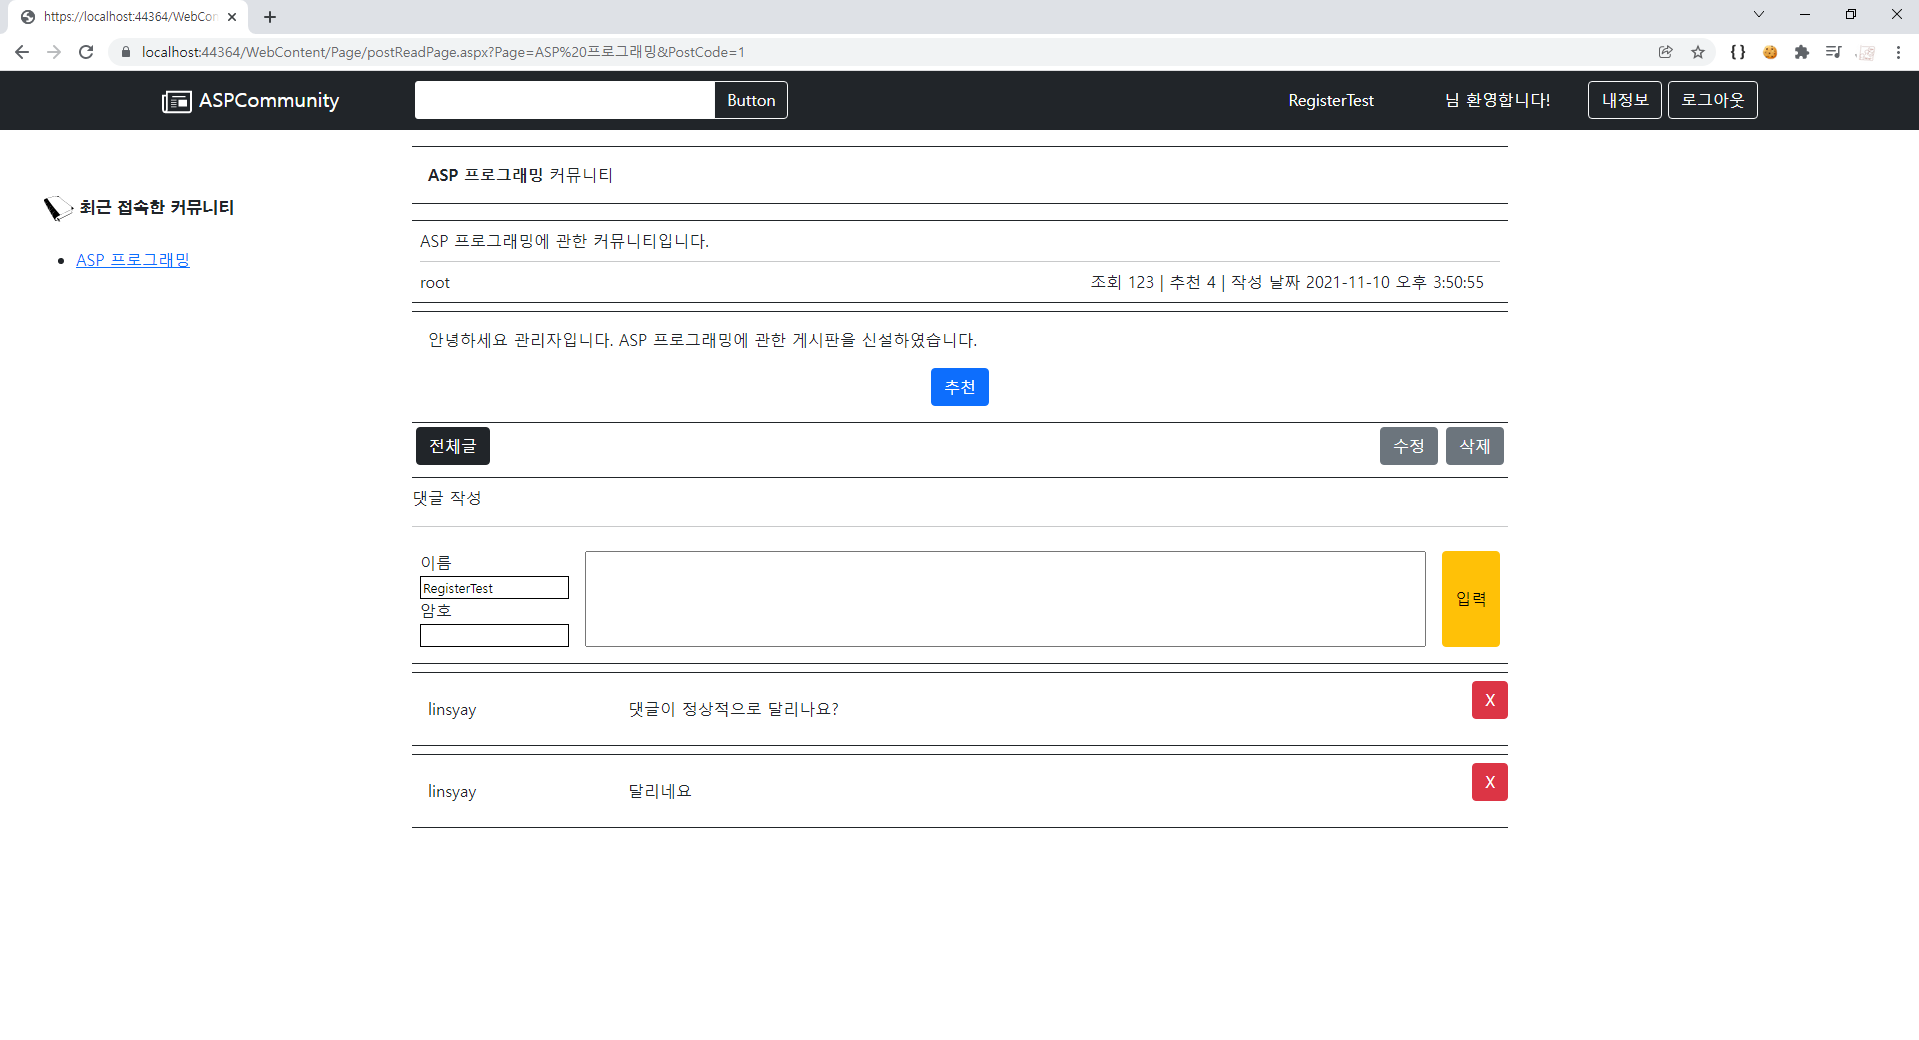 https://localhost:44364/WebCon
localhost:44364/WebContent/Page/postReadPage.aspx?Page=ASP%20프로그래밍&PostCode=1
ASPCommunity
Button
RegisterTest
님 환영합니다!
내정보
로그아웃
최근 접속한 커뮤니티
ASP 프로그래밍
ASP 프로그래밍 커뮤니티
ASP 프로그래밍에 관한 커뮤니티입니다.
root
조회 123 | 추천 4 | 작성 날짜 2021-11-10 오후 3:50:55
안녕하세요 관리자입니다. ASP 프로그래밍에 관한 게시판을 신설하였습니다.
추천
전체글
수정
삭제
댓글 작성
이름
RegisterTest
암호
입력
linsyay
댓글이 정상적으로 달리나요?
X
linsyay
달리네요
X